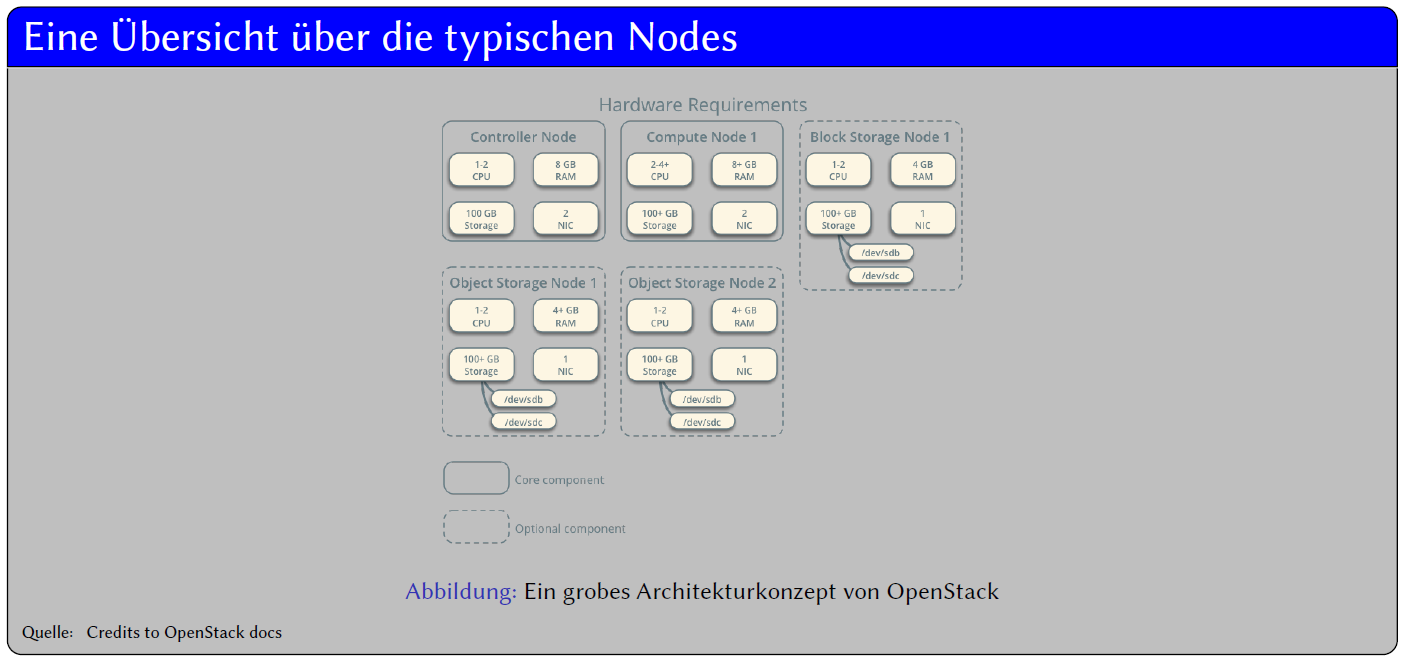 Eine Übersicht über die typischen Nodes
Hardware Requirements
Controller Node
1-2
CPU
8 GB
RAM
100 GB
Storage
2
NIC
Compute Node 1
2-4+
CPU
8+ GB
RAM
100+ GB
Storage
2
NIC
Block Storage Node 1
1-2
CPU
4 GB
RAM
100+ GB
Storage
1
NIC
/dev/sdb
/dev/sdc
Object Storage Node 1
1-2
CPU
4+ GB
RAM
100+ GB
Storage
1
NIC
/dev/sdb
/dev/sdc
Object Storage Node 2
1-2
CPU
4+ GB
RAM
100+ GB
Storage
1
NIC
/dev/sdb
/dev/sdc
Core component
Optional component
Abbildung: Ein grobes Architekturkonzept von OpenStack
Quelle: Credits to OpenStack docs